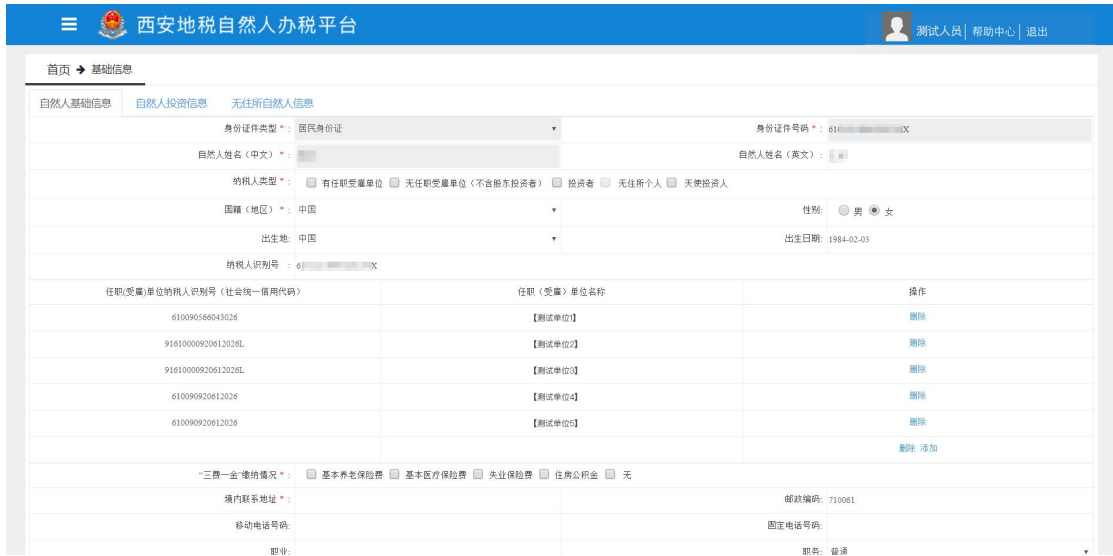 西安地税自然人办税平台
测试人员 | 帮助中心 | 退出
首页 → 基础信息
自然人基础信息 自然人投资信息 无住所自然人信息
身份证件类型 * : 居民身份证 身份证件号码 * : 61 X
自然人姓名（中文）* : 自然人姓名（英文）:
纳税人类型 * : 有任职受雇单位 无任职受雇单位（不含股东投资者） 投资者 无住所个人 天使投资人
国籍（地区）* : 中国 性别: 男 女
出生地: 中国 出生日期: 1984-02-03
纳税人识别号 : 6 X
任职(受雇)单位纳税人识别号（社会统一信用代码） 任职（受雇）单位名称 操作
610090566043026 【测试单位1】 删除
91610000920612026L 【测试单位2】 删除
91610000920612026L 【测试单位3】 删除
610090920612026 【测试单位4】 删除
610090920612026 【测试单位5】 删除
删除 添加
“三费一金”缴纳情况 * : 基本养老保险费 基本医疗保险费 失业保险费 住房公积金 无
境内联系地址 * : 邮政编码: 710061
移动电话号码: 固定电话号码:
职业: 职务: 普通